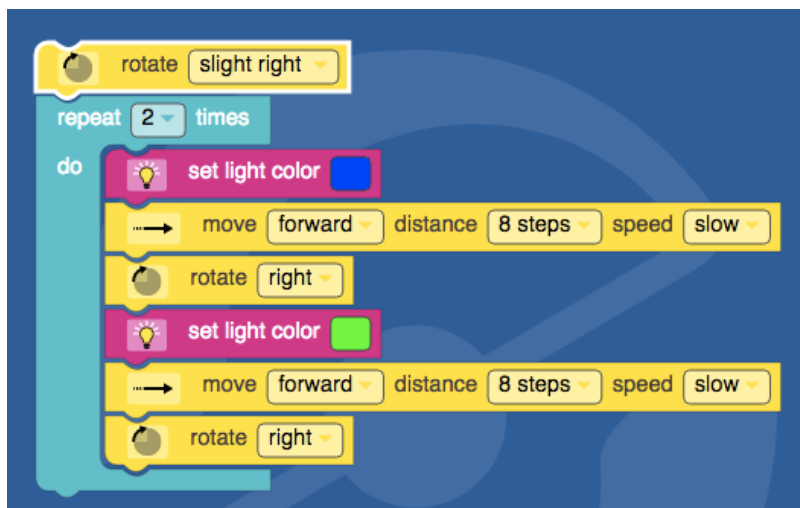 rotate slight right
repeat 2 times
do set light color
move forward distance 8 steps speed slow
rotate right
set light color
move forward distance 8 steps speed slow
rotate right